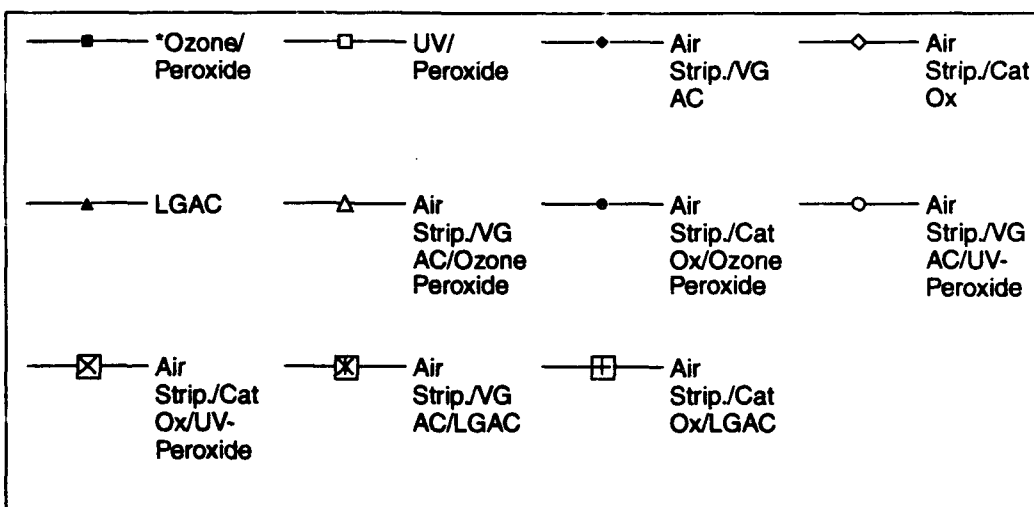 *Ozone/
Peroxide
UV/
Peroxide
Air
Strip./VG
AC
Air
Strip./Cat
Ox
LGAC
Air
Strip./VG
AC/Ozone
Peroxide
Air
Strip./Cat
Ox/Ozone
Peroxide
Air
Strip./VG
AC/UV-
Peroxide
Air
Strip./Cat
Ox/UV-
Peroxide
Air
Strip./VG
AC/LGAC
Air
Strip./Cat
Ox/LGAC